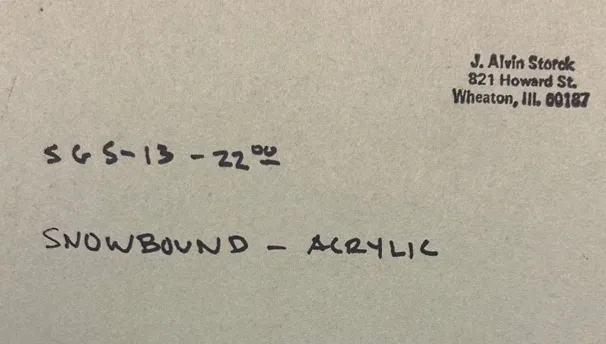 J. Alvin Storck
821 Howard St.
Wheaton, Ill. 60187
SGS-13 - 22⁰⁰
SNOWBOUND - ACRYLIC